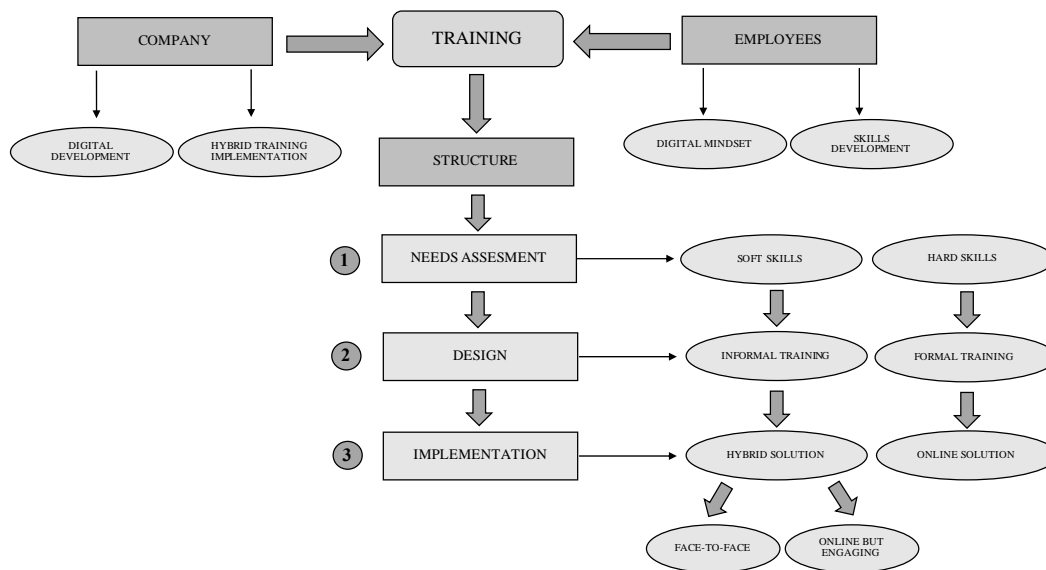 COMPANY
TRAINING
EMPLOYEES
DIGITAL
DEVELOPMENT
HYBRID TRAINING
IMPLEMENTATION
DIGITAL MINDSET
SKILLS
DEVELOPMENT
STRUCTURE
1
NEEDS ASSESMENT
SOFT SKILLS
HARD SKILLS
2
DESIGN
INFORMAL TRAINING
FORMAL TRAINING
3
IMPLEMENTATION
HYBRID SOLUTION
ONLINE SOLUTION
FACE-TO-FACE
ONLINE BUT
ENGAGING